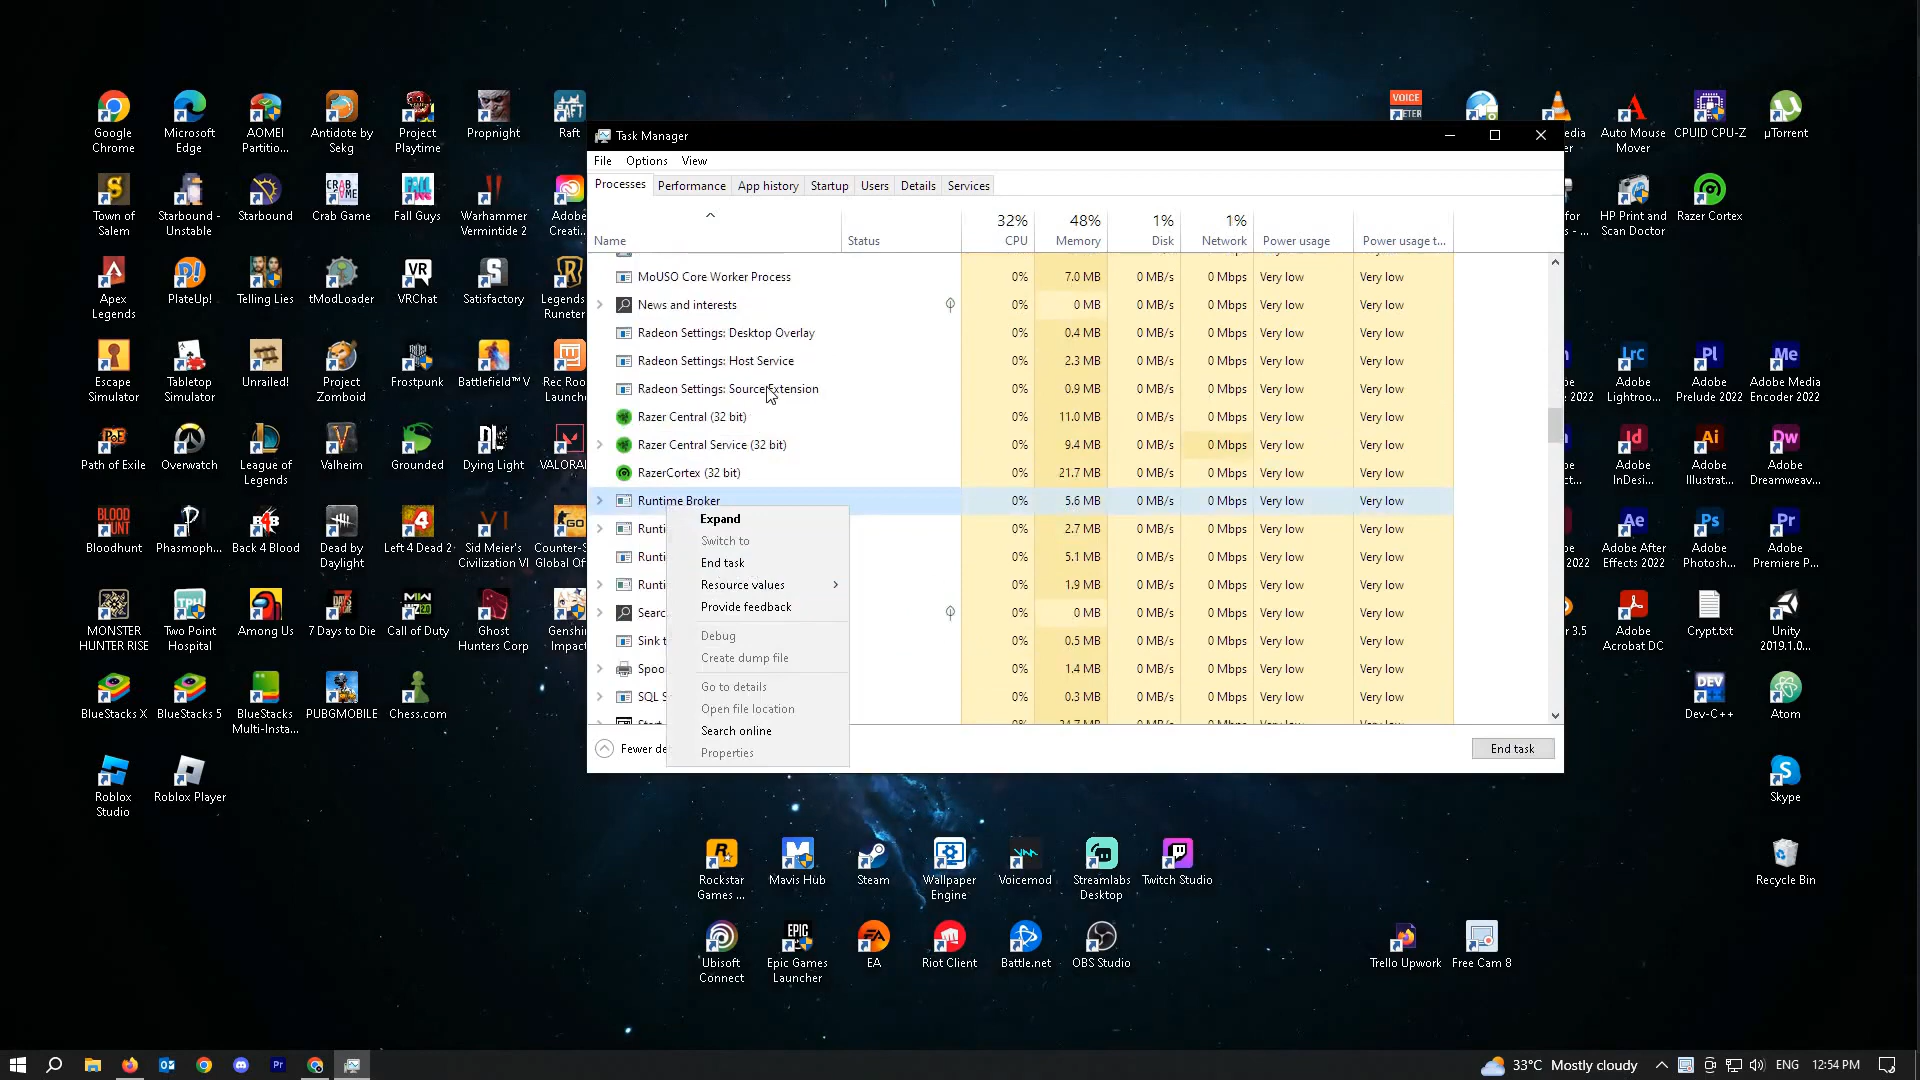 Google
Chrome
Microsoft
Edge
AOMEI
Partitio...
Antidote by
Sekg
Project
Playtime
Propnight
Raft
Town of
Salem
Starbound -
Unstable
Starbound
Crab Game
Fall Guys
Warhammer
Vermintide 2
Adobe
Creati...
Apex
Legends
PlateUp!
Telling Lies
tModLoader
VRChat
Satisfactory
Legends
Runeter
Escape
Simulator
Tabletop
Simulator
Unrailed!
Project
Zomboid
Frostpunk
Battlefield™ V
Rec Roo
Launch
Path of Exile
Overwatch
League of
Legends
Valheim
Grounded
Dying Light
VALORA
Bloodhunt
Phasmoph...
Back 4 Blood
Dead by
Daylight
Left 4 Dead 2
Sid Meier's
Civilization VI
Counter-S
Global Of
MONSTER
HUNTER RISE
Two Point
Hospital
Among Us
7 Days to Die
Call of Duty
Ghost
Hunters Corp
Genshin
Impact
BlueStacks X
BlueStacks 5
BlueStacks
Multi-Insta...
PUBGMOBILE
Chess.com
Roblox
Studio
Roblox Player
Task Manager
File Options View
Processes Performance App history Startup Users Details Services
32% 48% 1% 1%
Name Status CPU Memory Disk Network Power usage Power usage t...
MoUSO Core Worker Process 0% 7.0 MB 0 MB/s 0 Mbps Very low Very low
News and interests 0% 0 MB 0 MB/s 0 Mbps Very low Very low
Radeon Settings: Desktop Overlay 0% 0.4 MB 0 MB/s 0 Mbps Very low Very low
Radeon Settings: Host Service 0% 2.3 MB 0 MB/s 0 Mbps Very low Very low
Radeon Settings: Source Extension 0% 0.9 MB 0 MB/s 0 Mbps Very low Very low
Razer Central (32 bit) 0% 11.0 MB 0 MB/s 0 Mbps Very low Very low
Razer Central Service (32 bit) 0% 9.4 MB 0 MB/s 0 Mbps Very low Very low
RazerCortex (32 bit) 0% 21.7 MB 0 MB/s 0 Mbps Very low Very low
Runtime Broker 0% 5.6 MB 0 MB/s 0 Mbps Very low Very low
Runti 0% 2.7 MB 0 MB/s 0 Mbps Very low Very low
Runti 0% 5.1 MB 0 MB/s 0 Mbps Very low Very low
Runti 0% 1.9 MB 0 MB/s 0 Mbps Very low Very low
Searc 0% 0 MB 0 MB/s 0 Mbps Very low Very low
Sink t 0% 0.5 MB 0 MB/s 0 Mbps Very low Very low
Spoo 0% 1.4 MB 0 MB/s 0 Mbps Very low Very low
SQL S 0% 0.3 MB 0 MB/s 0 Mbps Very low Very low
Expand
Switch to
End task
Resource values
Provide feedback
Debug
Create dump file
Go to details
Open file location
Search online
Properties
Fewer de
End task
VOICE
METER
Auto Mouse
Mover
CPUID CPU-Z
µTorrent
HP Print and
Scan Doctor
Razer Cortex
Adobe
Lightroo...
Adobe
Prelude 2022
Adobe Media
Encoder 2022
Adobe
InDesi...
Adobe
Illustrat...
Adobe
Dreamweav...
Adobe After
Effects 2022
Adobe
Photosh...
Adobe
Premiere P...
Adobe
Acrobat DC
Crypt.txt
Unity
2019.1.0...
Dev-C++
Atom
Skype
Recycle Bin
Rockstar
Games ...
Mavis Hub
Steam
Wallpaper
Engine
Voicemod
Streamlabs
Desktop
Twitch Studio
Ubisoft
Connect
Epic Games
Launcher
EA
Riot Client
Battle.net
OBS Studio
Trello Upwork
Free Cam 8
33°C Mostly cloudy ENG 12:54 PM